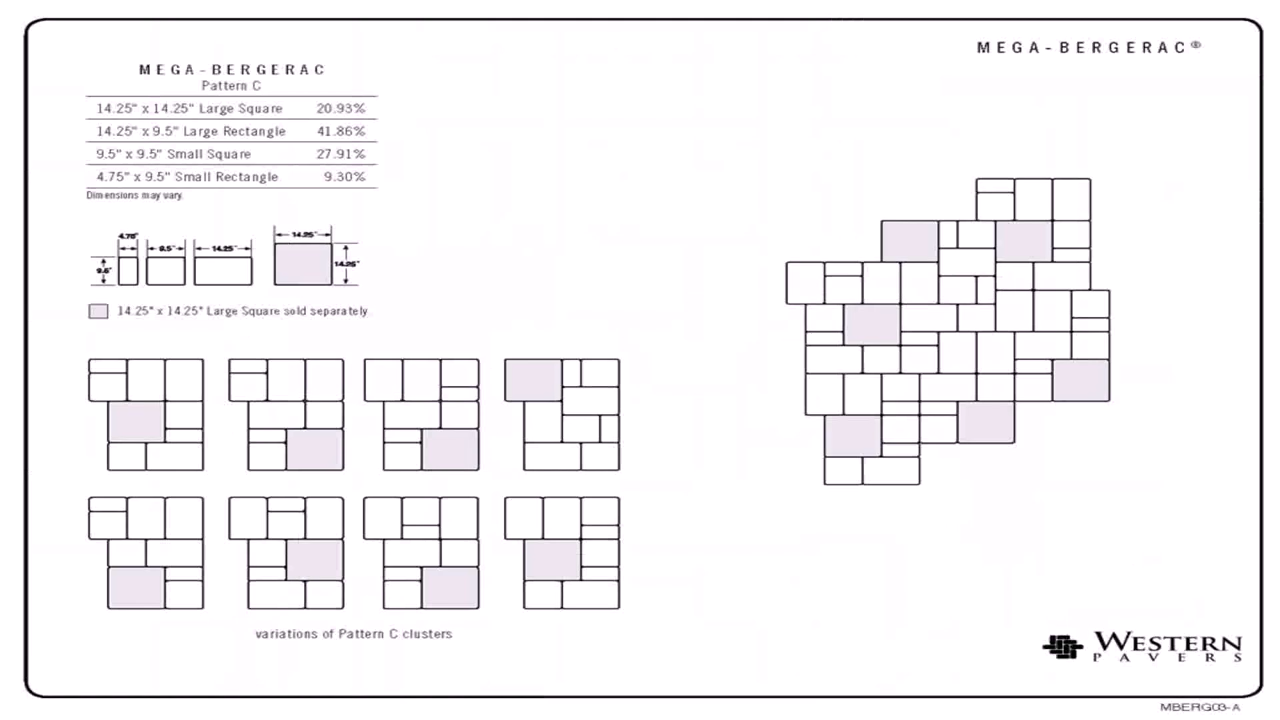 MEGA-BERGERAC®
MEGA-BERGERAC
Pattern C
14.25" x 14.25" Large Square 20.93%
14.25" x 9.5" Large Rectangle 41.86%
9.5" x 9.5" Small Square 27.91%
4.75" x 9.5" Small Rectangle 9.30%
Dimensions may vary.
4.75" 9.5" 14.25" 14.25"
14.25"
14.25" x 14.25" Large Square sold separately
variations of Pattern C clusters
WESTERN
PAVERS
MBERG03-A